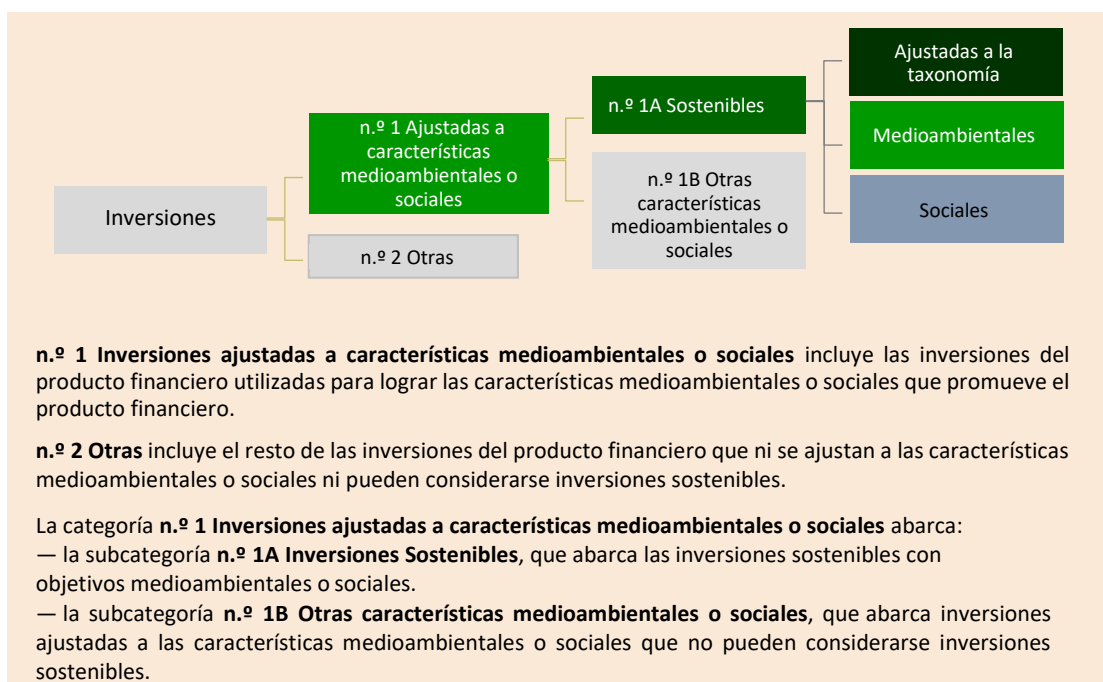 Inversiones
n.º 1 Ajustadas a
características
medioambientales o
sociales
n.º 2 Otras
n.º 1A Sostenibles
n.º 1B Otras
características
medioambientales o
sociales
Ajustadas a la
taxonomía
Medioambientales
Sociales
n.º 1 Inversiones ajustadas a características medioambientales o sociales incluye las inversiones del
producto financiero utilizadas para lograr las características medioambientales o sociales que promueve el
producto financiero.
n.º 2 Otras incluye el resto de las inversiones del producto financiero que ni se ajustan a las características
medioambientales o sociales ni pueden considerarse inversiones sostenibles.
La categoría n.º 1 Inversiones ajustadas a características medioambientales o sociales abarca:
— la subcategoría n.º 1A Inversiones Sostenibles, que abarca las inversiones sostenibles con
objetivos medioambientales o sociales.
— la subcategoría n.º 1B Otras características medioambientales o sociales, que abarca inversiones
ajustadas a las características medioambientales o sociales que no pueden considerarse inversiones
sostenibles.